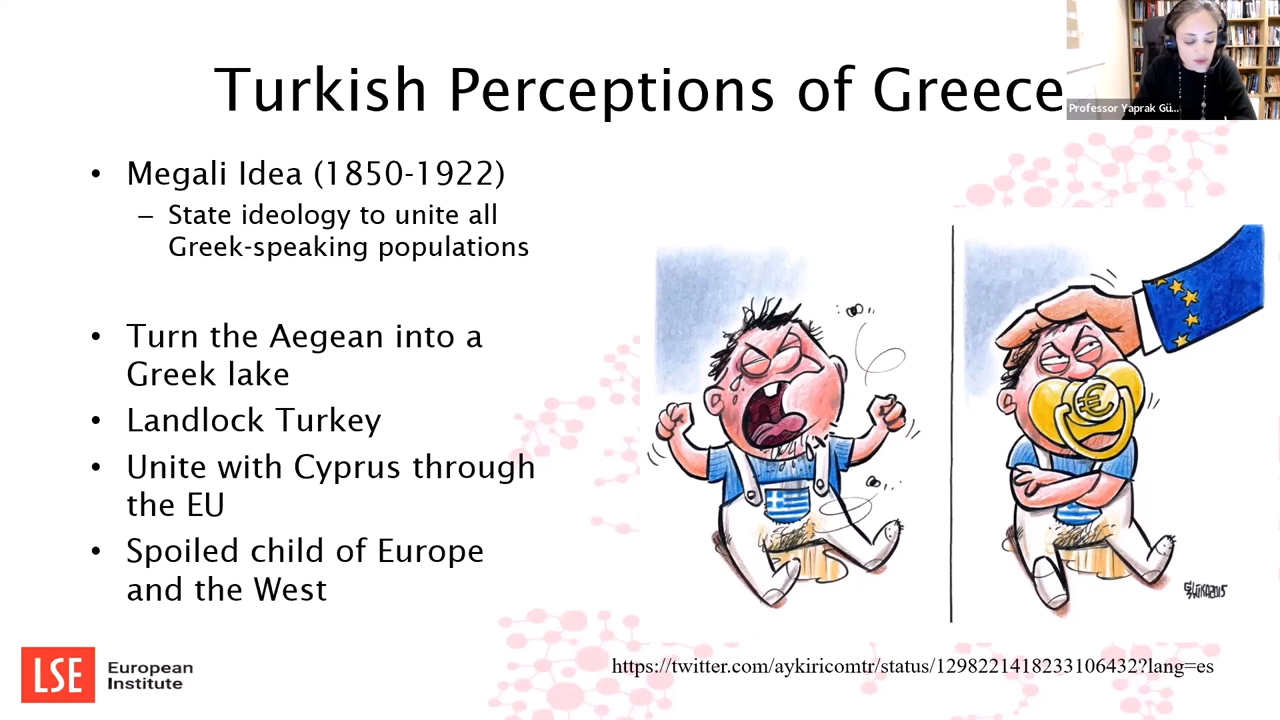 Turkish Perceptions of Greece
Professor Yaprak Gü...
• Megali Idea (1850-1922)
– State ideology to unite all
Greek-speaking populations
• Turn the Aegean into a
Greek lake
• Landlock Turkey
• Unite with Cyprus through
the EU
• Spoiled child of Europe
and the West
€
LSE
European
Institute
https://twitter.com/aykiricomtr/status/1298221418233106432?lang=es